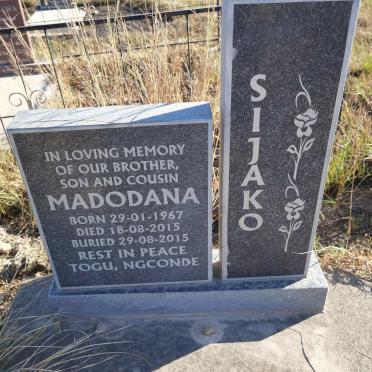 IN LOVING MEMORY
OF OUR BROTHER,
SON AND COUSIN
MADODANA
BORN 29-01-1967
DIED 18-08-2015
BURIED 29-08-2015
REST IN PEACE
TOGU, NGCONDE
SIJAKO